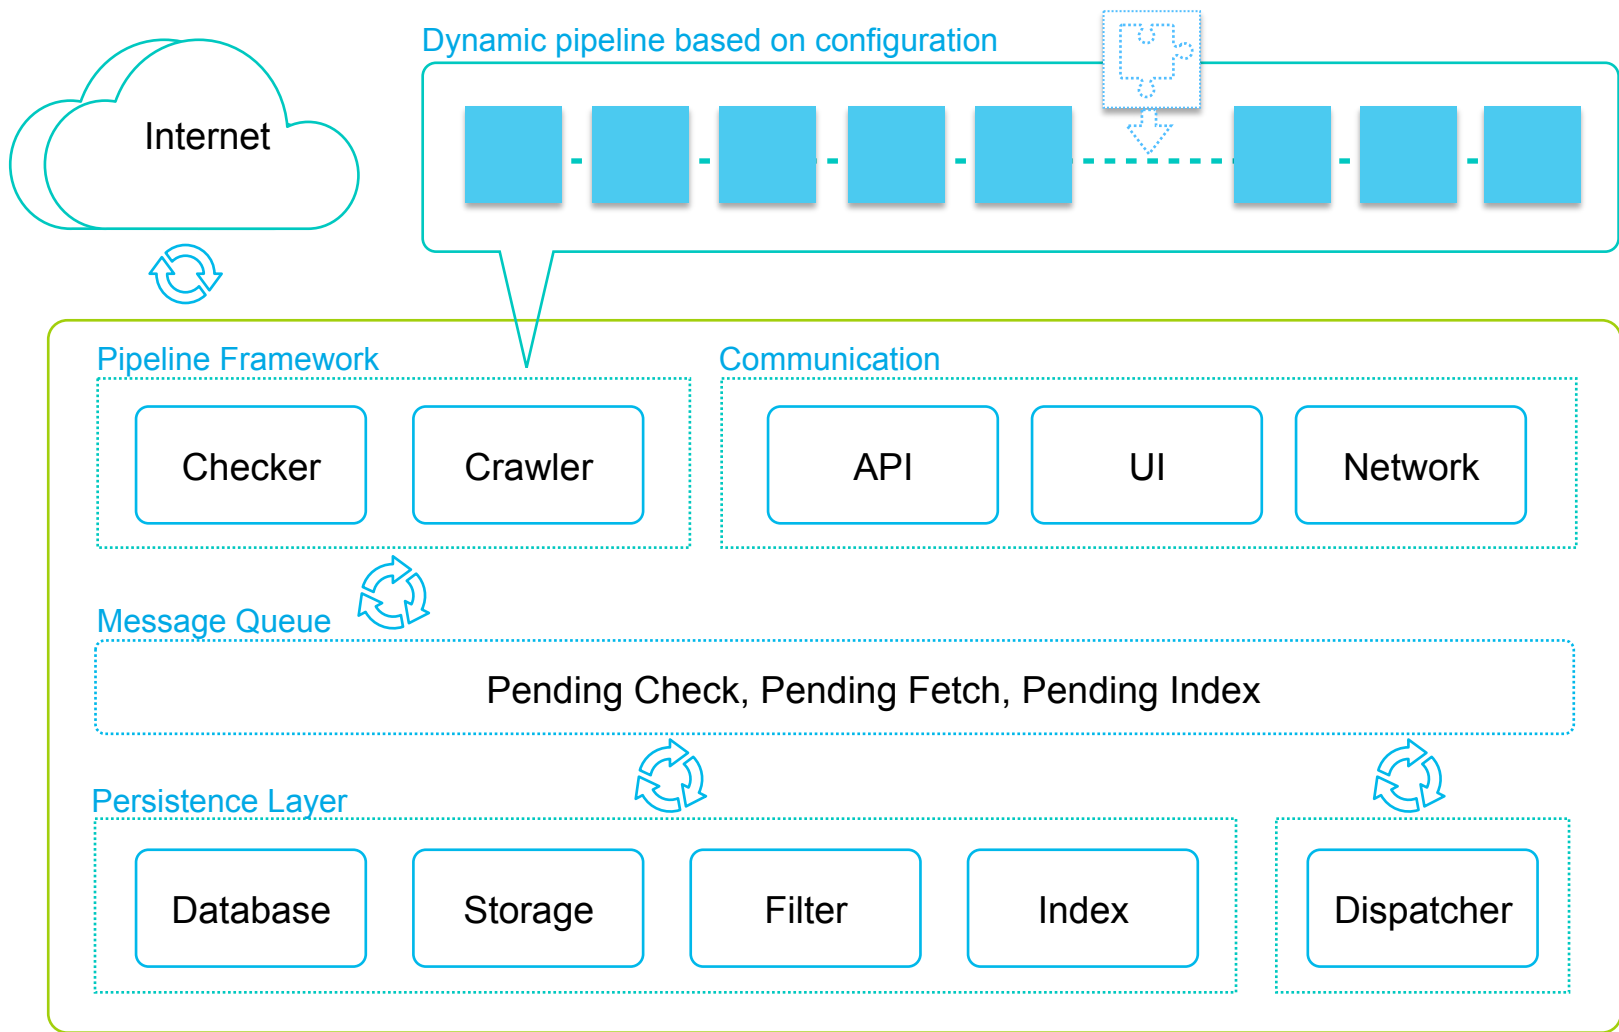 Dynamic pipeline based on configuration
Internet
Pipeline Framework
Communication
Checker
Crawler
API
UI
Network
Message Queue
Pending Check, Pending Fetch, Pending Index
Persistence Layer
Database
Storage
Filter
Index
Dispatcher